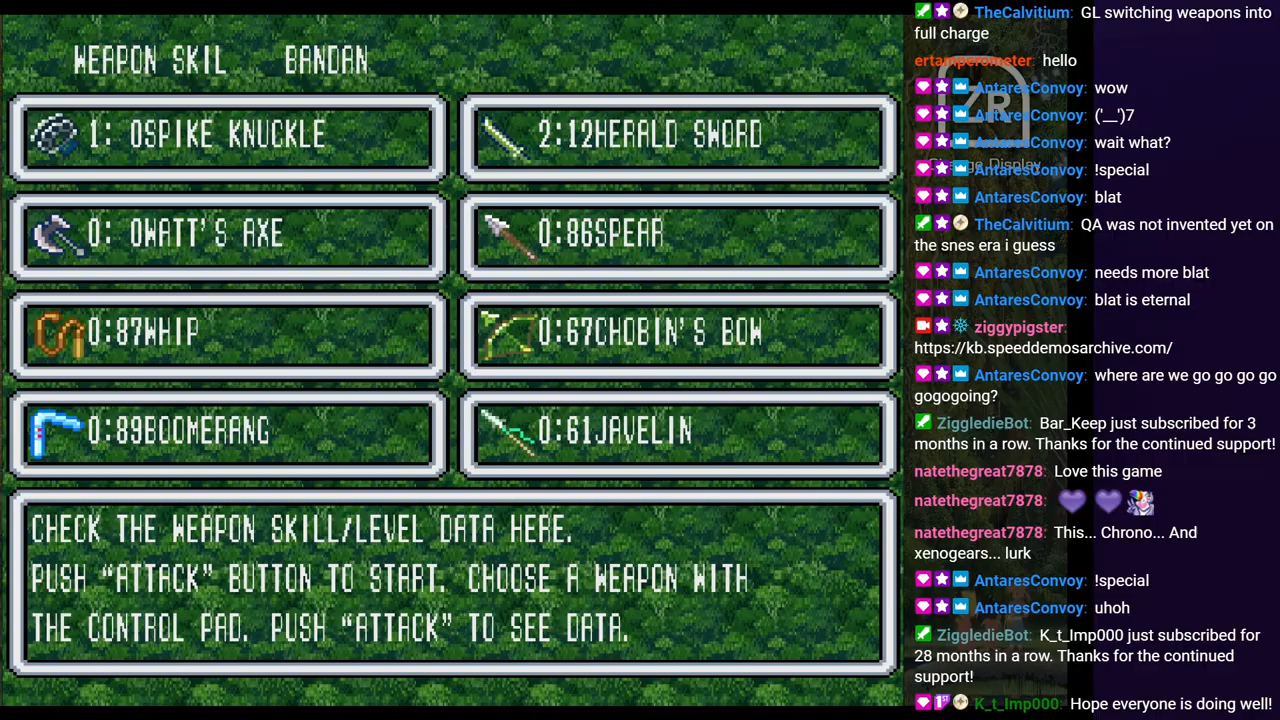 WEAPON SKIL BANDAN
1: 0SPIKE KNUCKLE
2:12HERALD SWORD
0: 0WATT'S AXE
0:86SPEAR
0:87WHIP
0:67CHOBIN'S BOW
0:89BOOMERANG
0:61JAVELIN
CHECK THE WEAPON SKILL/LEVEL DATA HERE.
PUSH "ATTACK" BUTTON TO START. CHOOSE A WEAPON WITH
THE CONTROL PAD. PUSH "ATTACK" TO SEE DATA.
TheCalvitium: GL switching weapons into
full charge
ertamperometer: hello
AntaresConvoy: wow
AntaresConvoy: ('__')7
AntaresConvoy: wait what?
AntaresConvoy: !special
AntaresConvoy: blat
TheCalvitium: QA was not invented yet on
the snes era i guess
AntaresConvoy: needs more blat
AntaresConvoy: blat is eternal
ziggypigster:
https://kb.speeddemosarchive.com/
AntaresConvoy: where are we go go go go
gogogoing?
ZiggledieBot: Bar_Keep just subscribed for 3
months in a row. Thanks for the continued support!
natethegreat7878: Love this game
natethegreat7878:
natethegreat7878: This... Chrono... And
xenogears... lurk
AntaresConvoy: !special
AntaresConvoy: uhoh
ZiggledieBot: K_t_Imp000 just subscribed for
28 months in a row. Thanks for the continued
support!
K_t_Imp000: Hope everyone is doing well!
ZR
Display